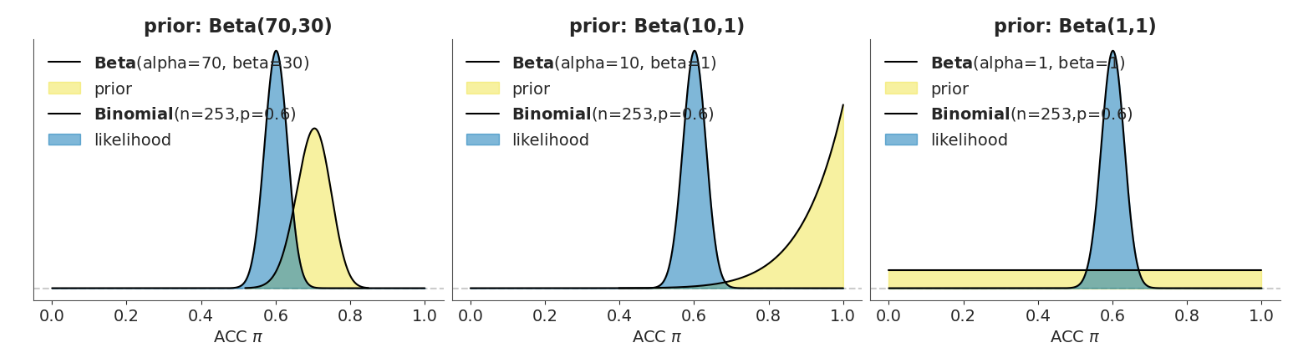 prior: Beta(70,30)
Beta(alpha=70, beta=30)
prior
Binomial(n=253,p=0.6)
likelihood
0.0 0.2 0.4 0.6 0.8 1.0
ACC π
prior: Beta(10,1)
Beta(alpha=10, beta=1)
prior
Binomial(n=253,p=0.6)
likelihood
0.0 0.2 0.4 0.6 0.8 1.0
ACC π
prior: Beta(1,1)
Beta(alpha=1, beta=1)
prior
Binomial(n=253,p=0.6)
likelihood
0.0 0.2 0.4 0.6 0.8 1.0
ACC π